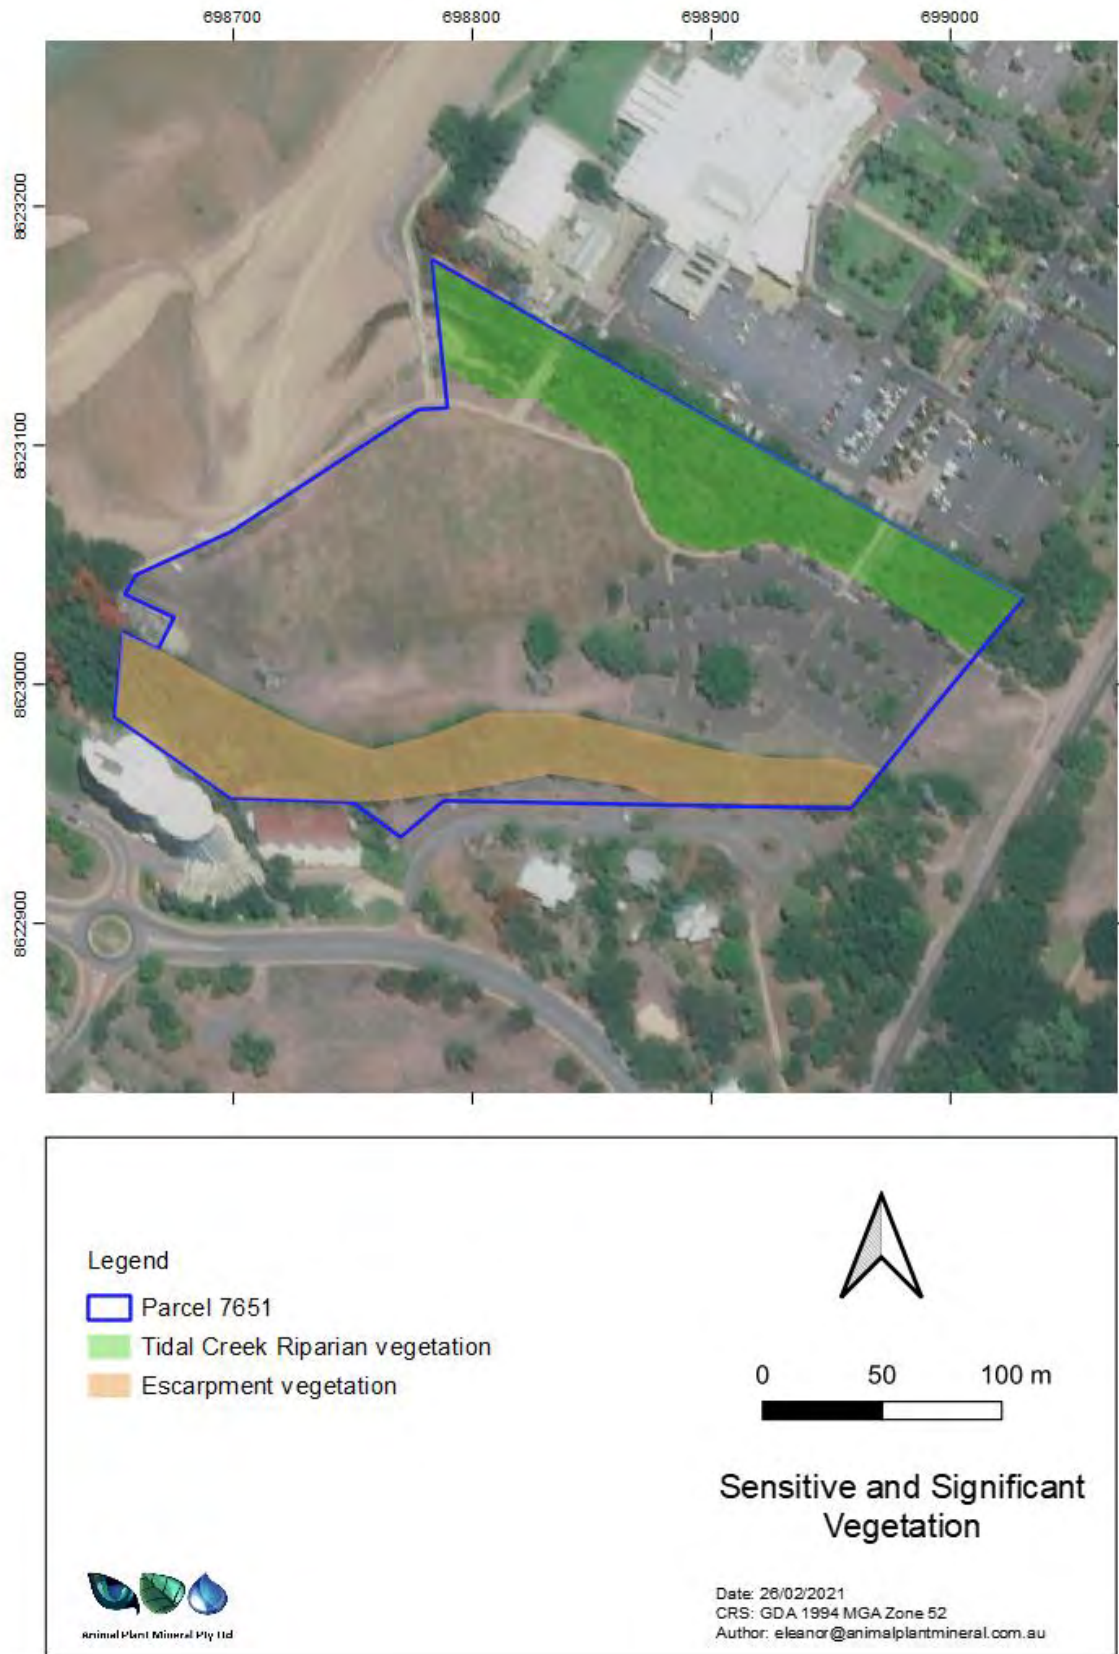 698700 698800 698900 699000
8623200
8623100
8623000
8622900
Legend
Parcel 7651
Tidal Creek Riparian vegetation
Escarpment vegetation
0 50 100 m
Sensitive and Significant
Vegetation
Animal Plant Mineral Pty Ltd
Date: 26/02/2021
CRS: GDA 1994 MGA Zone 52
Author: eleanor@animalplantmineral.com.au